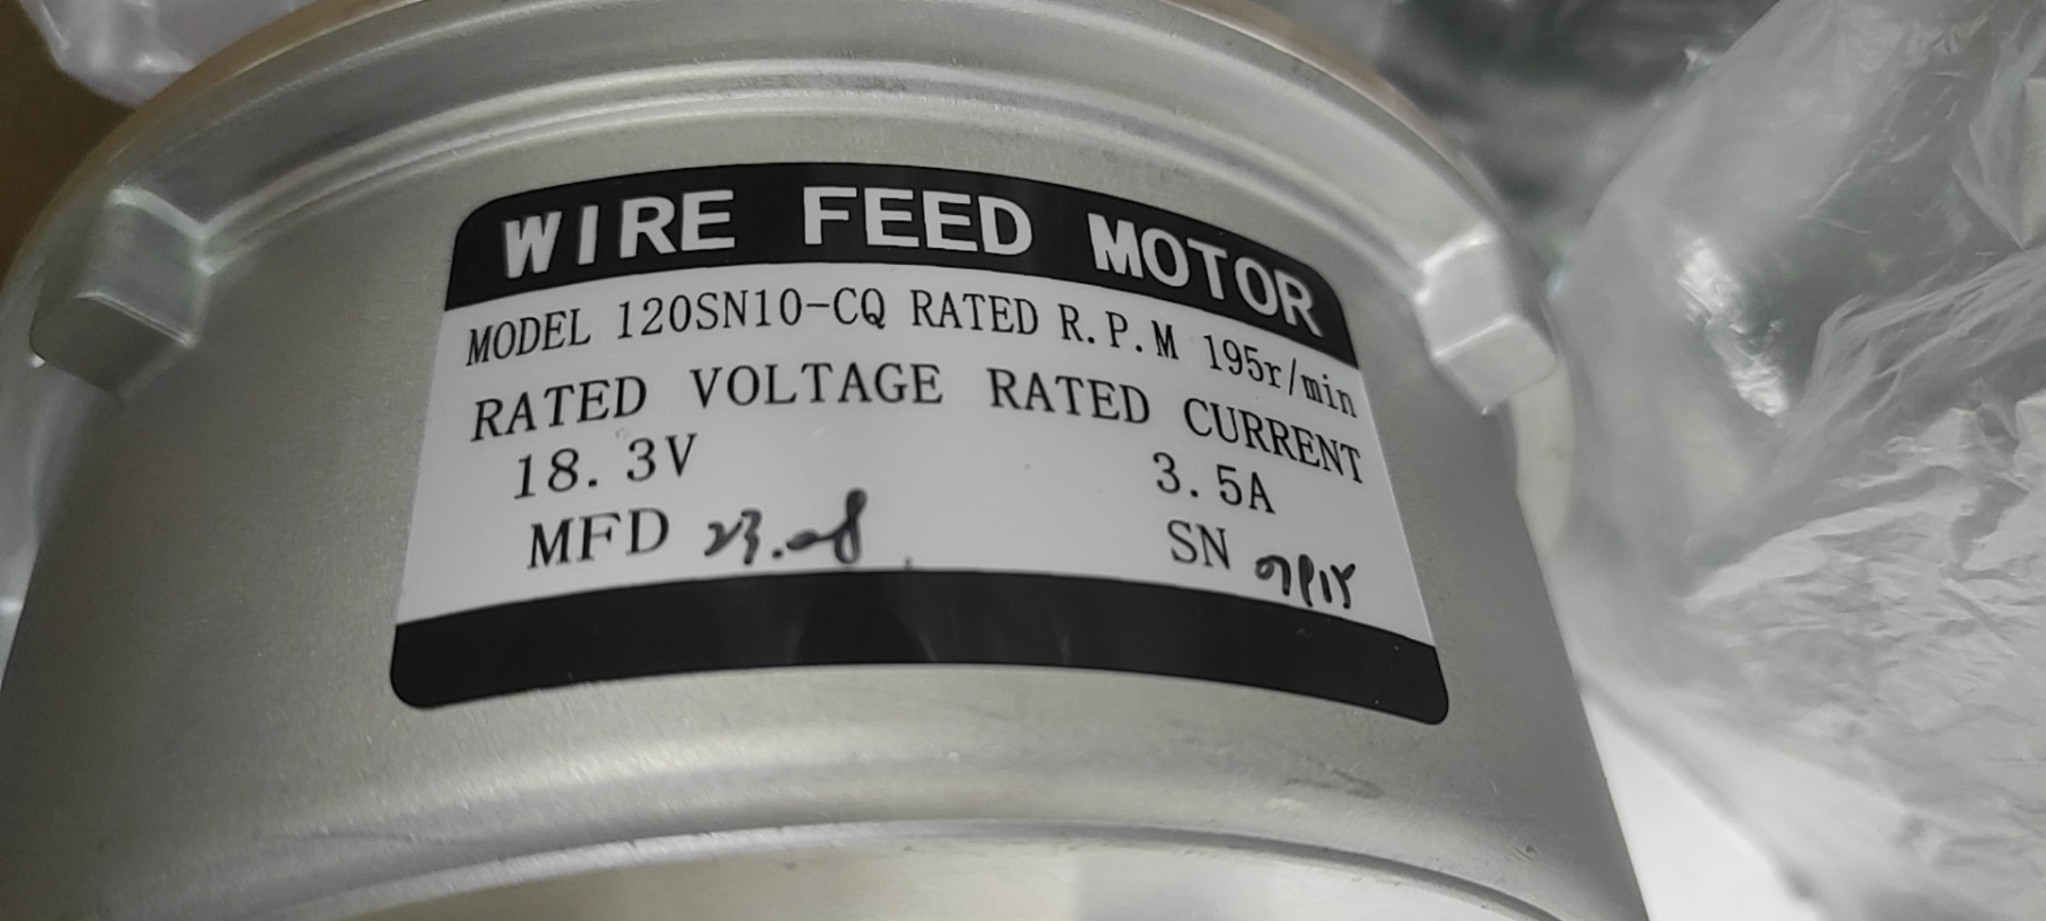 WIRE FEED MOTOR
MODEL 120SN10-CQ RATED R.P.M 195r/min
RATED VOLTAGE RATED CURRENT
18.3V 3.5A
MFD 23.08 SN